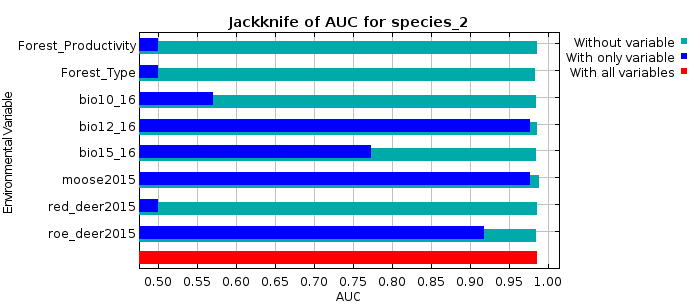 Jackknife of AUC for species_2
Environmental Variable
Forest_Productivity
Forest_Type
bio10_16
bio12_16
bio15_16
moose2015
red_deer2015
roe_deer2015
Without variable
With only variable
With all variables
0.50 0.55 0.60 0.65 0.70 0.75 0.80 0.85 0.90 0.95 1.00
AUC